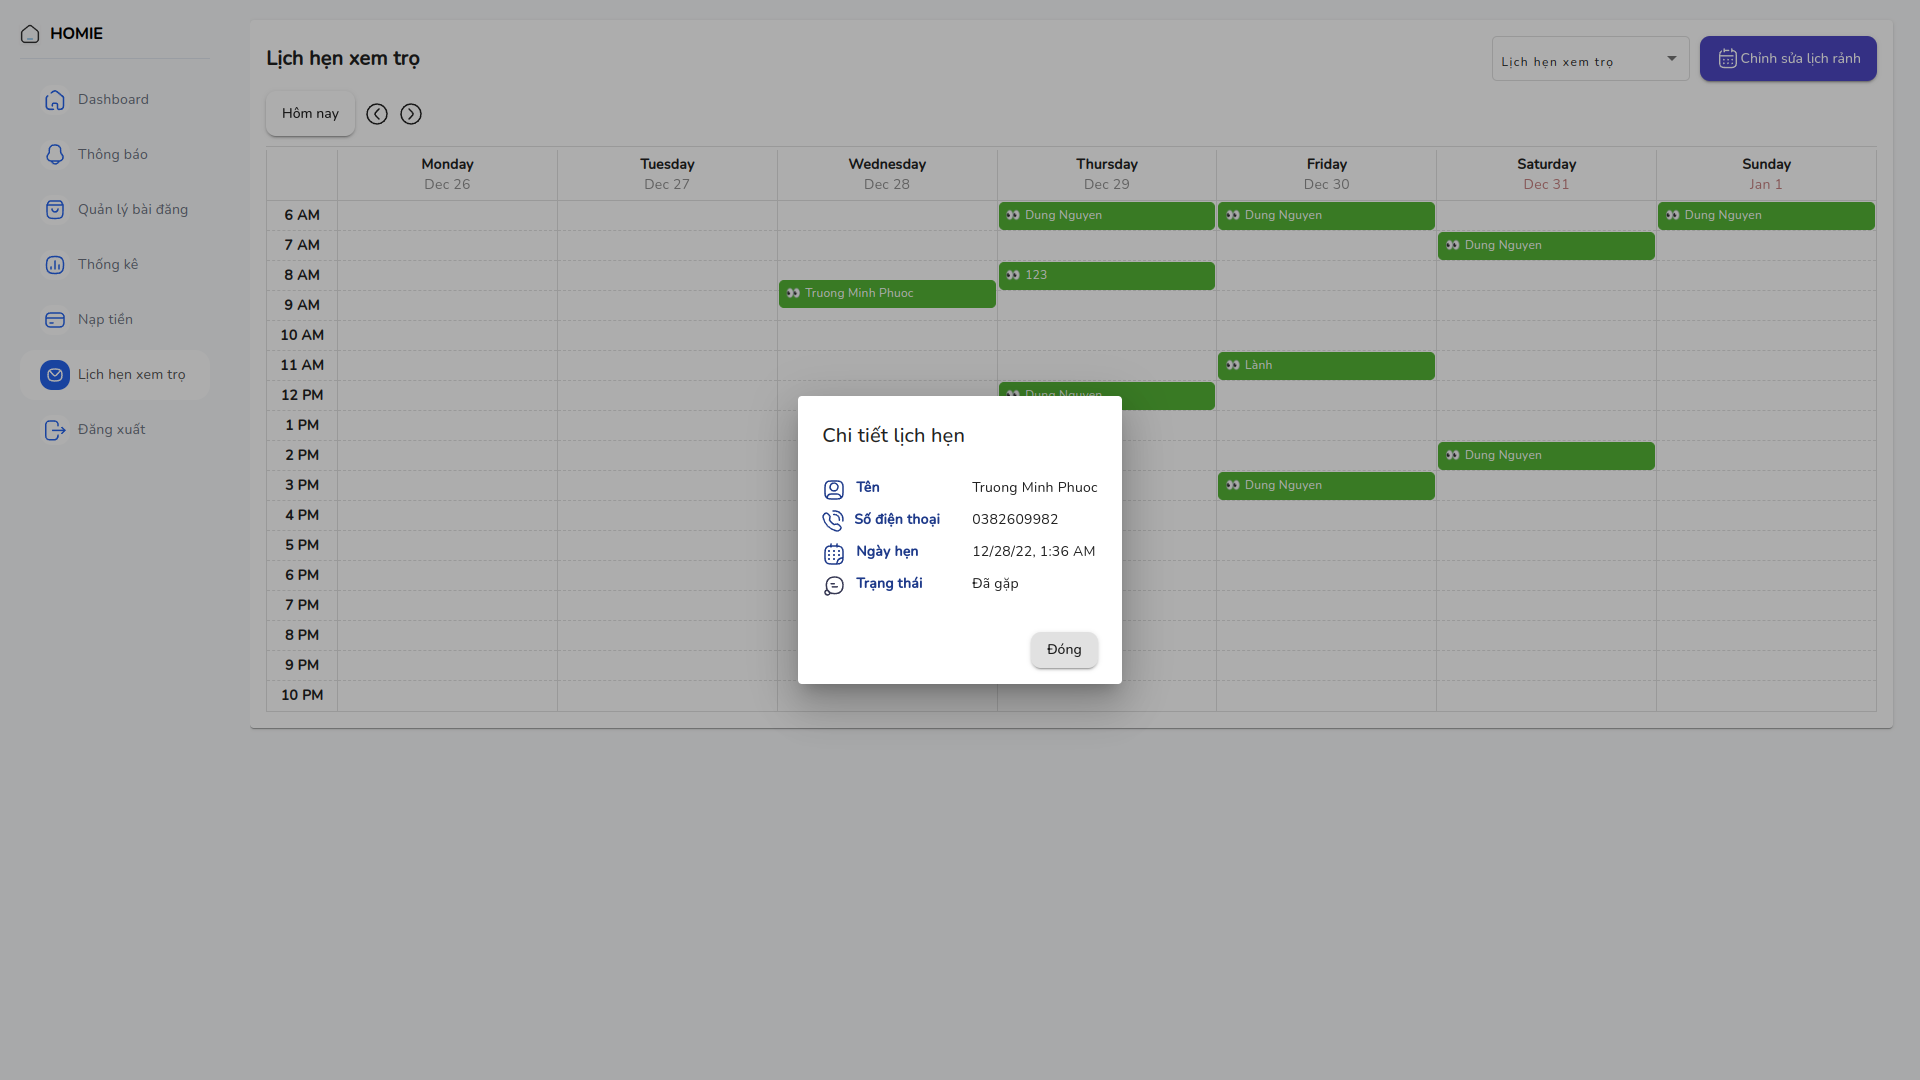 HOMIE
Dashboard
Thông báo
Quản lý bài đăng
Thống kê
Nạp tiền
Lịch hẹn xem trọ
Đăng xuất
Lịch hẹn xem trọ
Lịch hẹn xem trọ
Chỉnh sửa lịch rảnh
Hôm nay
Monday Tuesday Wednesday Thursday Friday Saturday Sunday
Dec 26 Dec 27 Dec 28 Dec 29 Dec 30 Dec 31 Jan 1
6 AM 👀 Dung Nguyen 👀 Dung Nguyen 👀 Dung Nguyen
7 AM 👀 Dung Nguyen
8 AM 👀 123
👀 Truong Minh Phuoc
9 AM
10 AM
11 AM 👀 Lành
12 PM 👀 Dung Nguyen
1 PM
2 PM 👀 Dung Nguyen
3 PM 👀 Dung Nguyen
4 PM
5 PM
6 PM
7 PM
8 PM
9 PM
10 PM
Chi tiết lịch hẹn
Tên Truong Minh Phuoc
Số điện thoại 0382609982
Ngày hẹn 12/28/22, 1:36 AM
Trạng thái Đã gặp
Đóng